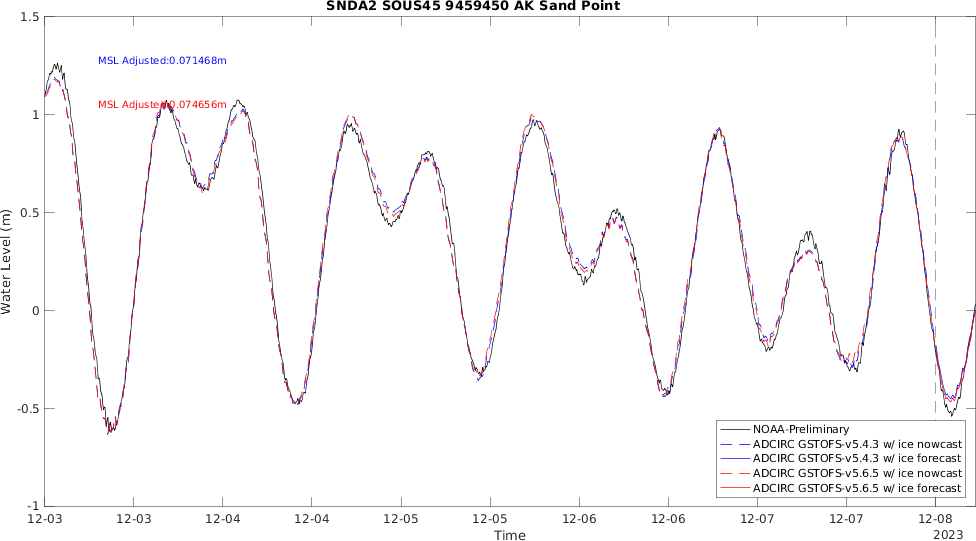 SNDA2 SOUS45 9459450 AK Sand Point
1.5
MSL Adjusted:0.071468m
MSL Adjusted:0.074656m
1
0.5
0
-0.5
-1
Water Level (m)
NOAA-Preliminary
ADCIRC GSTOFS-v5.4.3 w/ ice nowcast
ADCIRC GSTOFS-v5.4.3 w/ ice forecast
ADCIRC GSTOFS-v5.6.5 w/ ice nowcast
ADCIRC GSTOFS-v5.6.5 w/ ice forecast
12-03 12-03 12-04 12-04 12-05 12-05 12-06 12-06 12-07 12-07 12-08
2023
Time